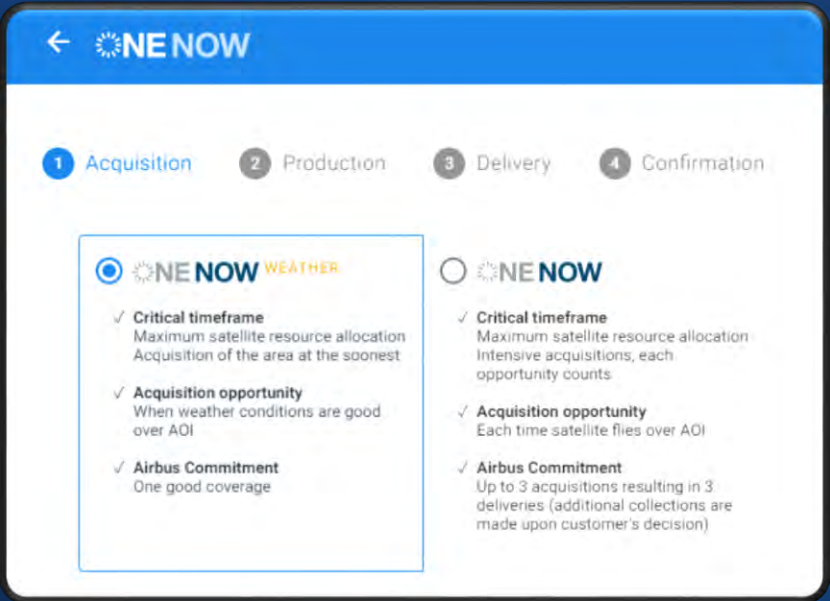 ONE NOW
1 Acquisition 2 Production 3 Delivery 4 Confirmation
ONE NOW WEATHER
✓ Critical timeframe
Maximum satellite resource allocation
Acquisition of the area at the soonest
✓ Acquisition opportunity
When weather conditions are good
over AOI
✓ Airbus Commitment
One good coverage
ONE NOW
✓ Critical timeframe
Maximum satellite resource allocation
Intensive acquisitions, each
opportunity counts
✓ Acquisition opportunity
Each time satellite flies over AOI
✓ Airbus Commitment
Up to 3 acquisitions resulting in 3
deliveries (additional collections are
made upon customer's decision)